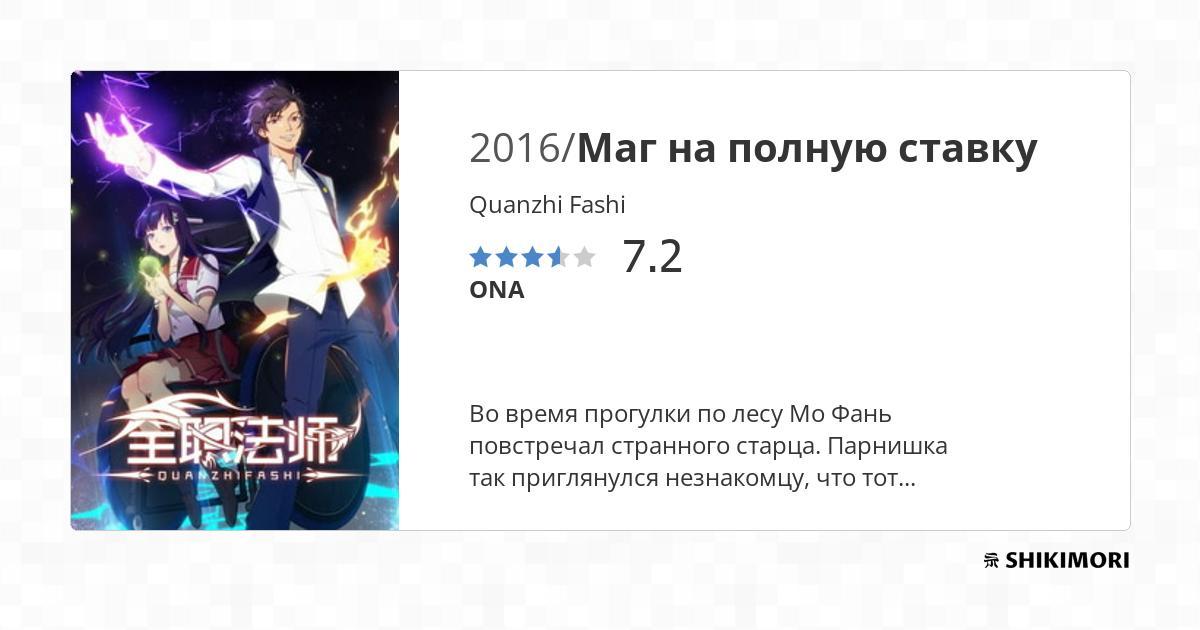 2016/Маг на полную ставку
Quanzhi Fashi
7.2
ONA
Во время прогулки по лесу Мо Фань
повстречал странного старца. Парнишка
так приглянулся незнакомцу, что тот...
全职法师
QUANZHIFASHI
SHIKIMORI